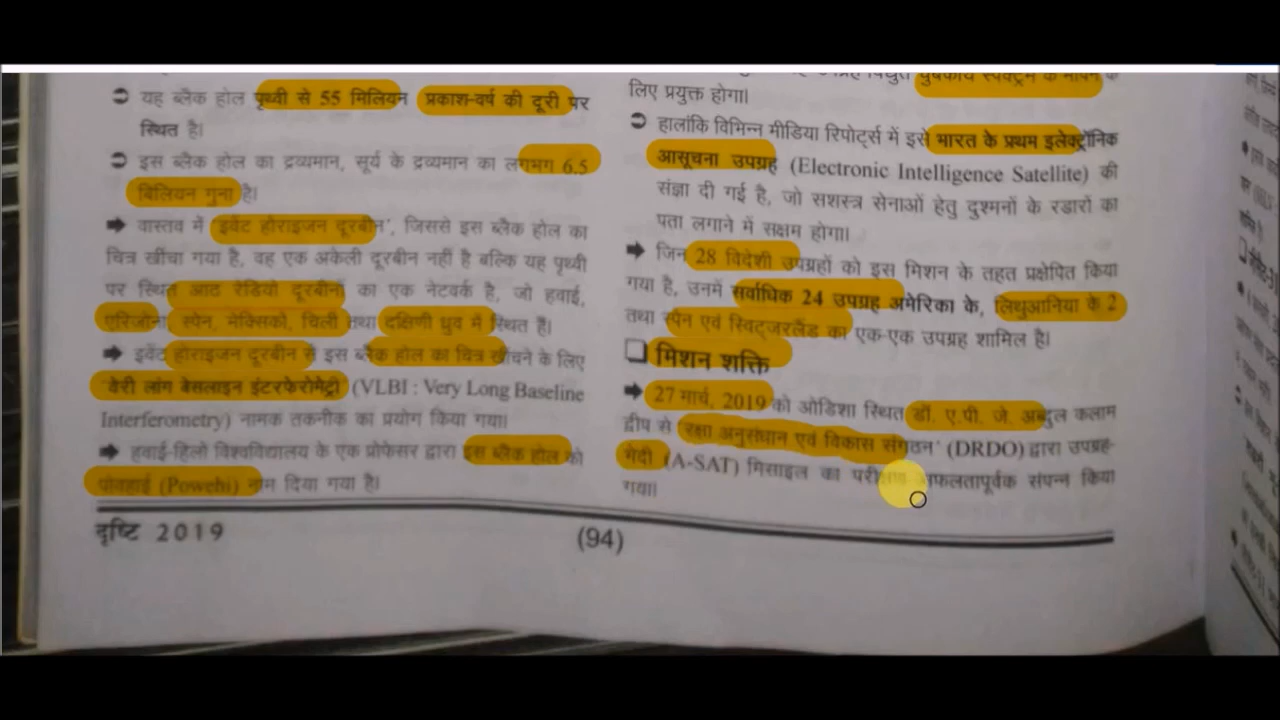 ➲ यह ब्लैक होल पृथ्वी से 55 मिलियन प्रकाश-वर्ष की दूरी पर
स्थित है।
➲ इस ब्लैक होल का द्रव्यमान, सूर्य के द्रव्यमान का लगभग 6.5
बिलियन गुना है।
➡ वास्तव में 'इवेंट होराइजन दूरबीन', जिससे इस ब्लैक होल का
चित्र खींचा गया है, वह एक अकेली दूरबीन नहीं है बल्कि यह पृथ्वी
पर स्थित आठ रेडियो दूरबीनों का एक नेटवर्क है, जो हवाई,
एरिजोना, स्पेन, मेक्सिको, चिली तथा दक्षिणी ध्रुव में स्थित हैं।
➡ इवेंट होराइजन दूरबीन से इस ब्लैक होल का चित्र खींचने के लिए
'वेरी लांग बेसलाइन इंटरफेरोमेट्री' (VLBI : Very Long Baseline
Interferometry) नामक तकनीक का प्रयोग किया गया।
➡ हवाई-हिलो विश्वविद्यालय के एक प्रोफेसर द्वारा इस ब्लैक होल को
पोवहाई (Powehi) नाम दिया गया है।
दृष्टि 2019
(94)
विद्युत चुंबकीय स्पेक्ट्रम के मापन के
लिए प्रयुक्त होगा।
➲ हालांकि विभिन्न मीडिया रिपोर्ट्स में इसे भारत के प्रथम इलेक्ट्रॉनिक
आसूचना उपग्रह (Electronic Intelligence Satellite) की
संज्ञा दी गई है, जो सशस्त्र सेनाओं हेतु दुश्मनों के रडारों का
पता लगाने में सक्षम होगा।
➡ जिन 28 विदेशी उपग्रहों को इस मिशन के तहत प्रक्षेपित किया
गया है, उनमें सर्वाधिक 24 उपग्रह अमेरिका के, लिथुआनिया के 2
तथा स्पेन एवं स्विट्जरलैंड का एक-एक उपग्रह शामिल है।
❑ मिशन शक्ति
➡ 27 मार्च, 2019 को ओडिशा स्थित डॉ. ए.पी. जे. अब्दुल कलाम
द्वीप से 'रक्षा अनुसंधान एवं विकास संगठन' (DRDO) द्वारा उपग्रह-
भेदी (A-SAT) मिसाइल का परीक्षण सफलतापूर्वक संपन्न किया
गया।